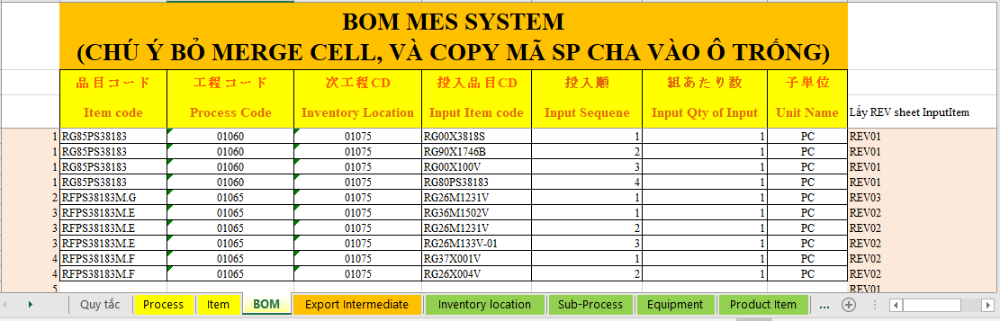 BOM MES SYSTEM
(CHÚ Ý BỎ MERGE CELL, VÀ COPY MÃ SP CHA VÀO Ô TRỐNG)
品目コード 工程コード 次工程CD 投入品目CD 投入順 組あたり数 子単位
Item code Process Code Inventory Location Input Item code Input Sequene Input Qty of Input Unit Name Lấy REV sheet InputItem
1 RG85PS38183 01060 01075 RG00X3818S 1 1 PC REV01
1 RG85PS38183 01060 01075 RG90X1746B 2 1 PC REV01
1 RG85PS38183 01060 01075 RG00X100V 3 1 PC REV01
1 RG85PS38183 01060 01075 RG80PS38183 4 1 PC REV01
2 RFPS38183M.G 01065 01075 RG26M1231V 1 1 PC REV03
3 RFPS38183M.E 01065 01075 RG36M1502V 1 1 PC REV02
3 RFPS38183M.E 01065 01075 RG26M1231V 2 1 PC REV02
3 RFPS38183M.E 01065 01075 RG26M133V-01 3 1 PC REV02
4 RFPS38183M.F 01065 01075 RG37X001V 1 1 PC REV02
4 RFPS38183M.F 01065 01075 RG26X004V 2 1 PC REV02
5 REV01
Quy tắc Process Item BOM Export Intermediate Inventory location Sub-Process Equipment Product Item ...